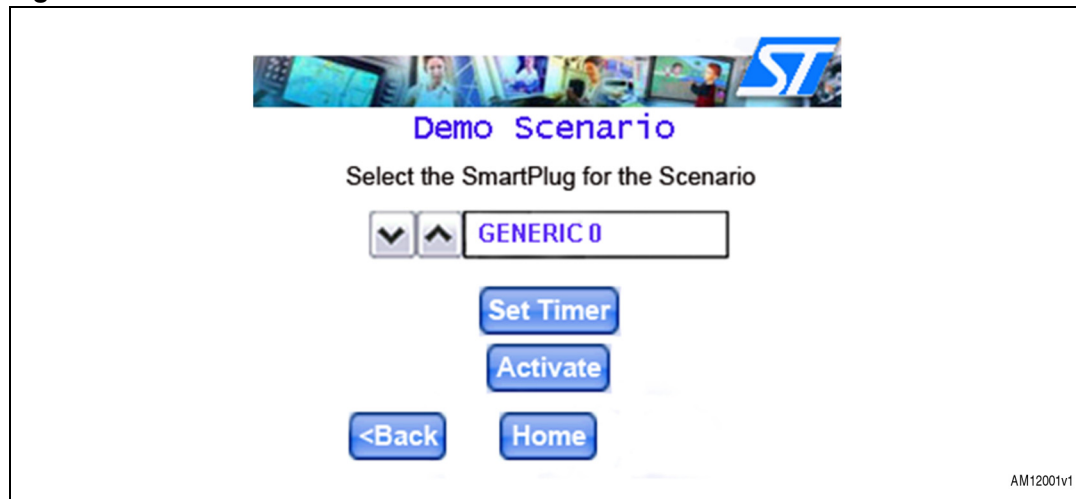 ST
Demo Scenario
Select the SmartPlug for the Scenario
GENERIC 0
Set Timer
Activate
<Back Home
AM12001v1